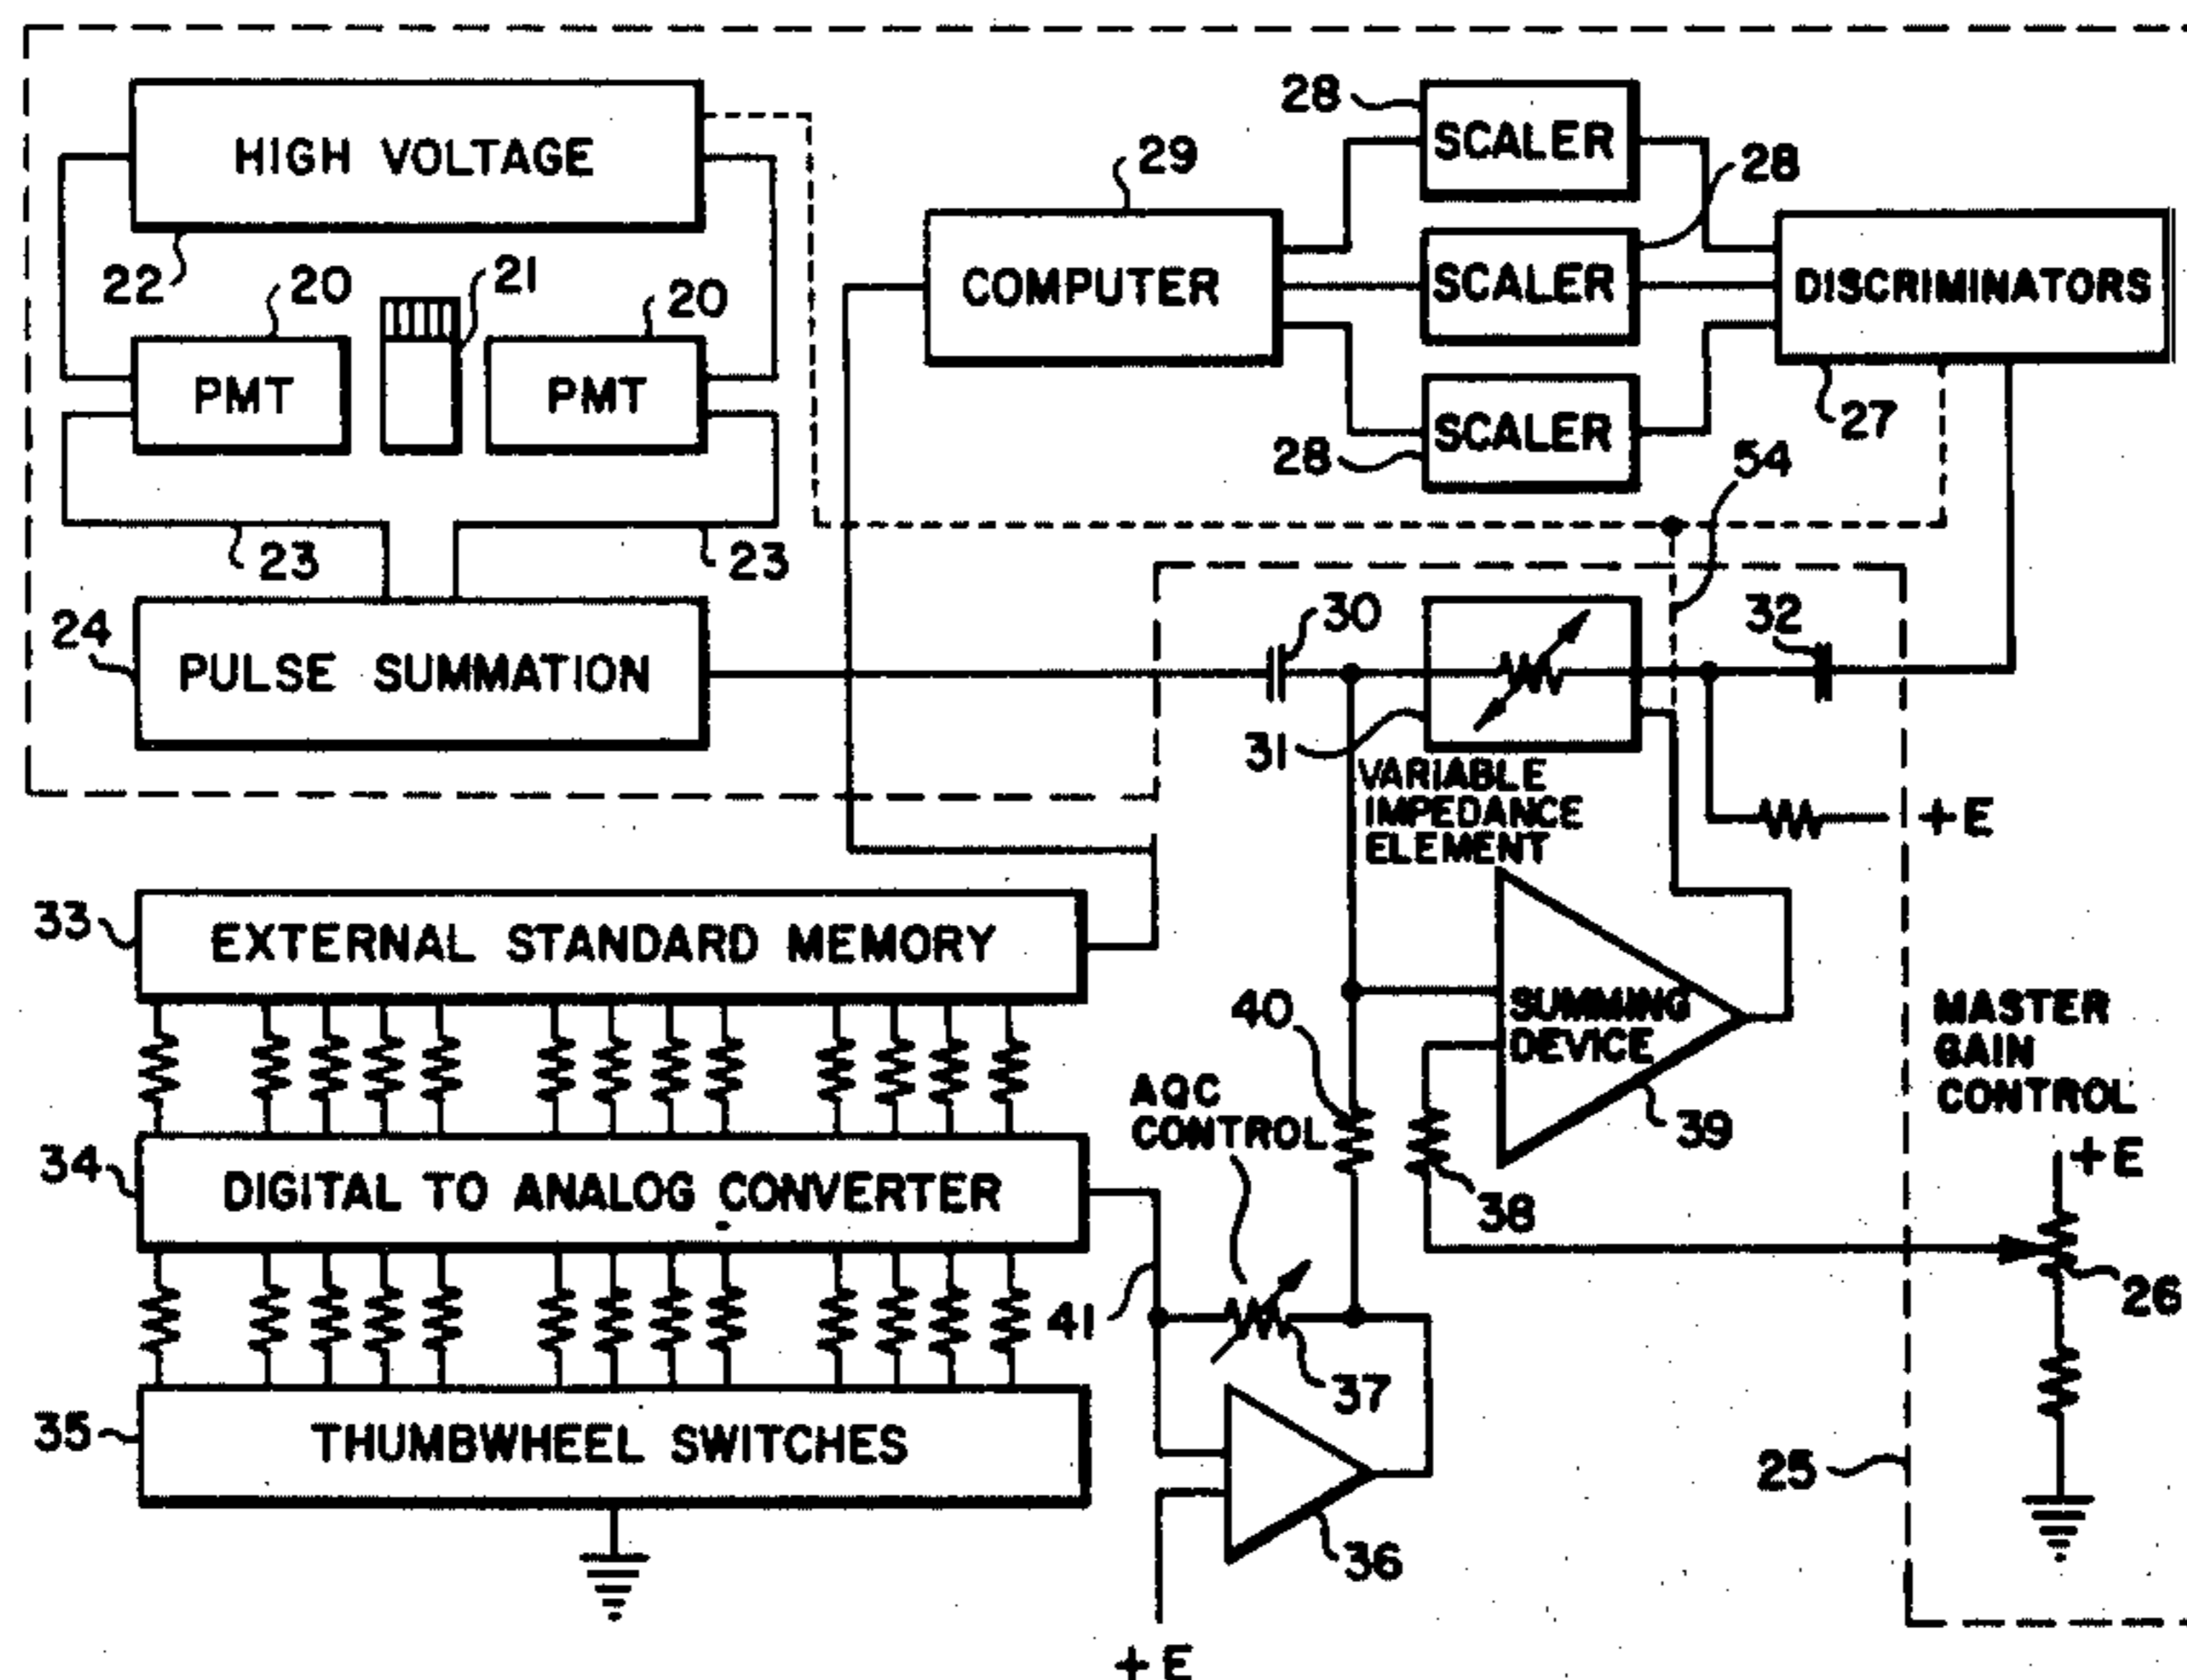 HIGH VOLTAGE
22
20
21
20
PMT
PMT
23
23
24
PULSE SUMMATION
28
SCALER
28
29
SCALER
COMPUTER
DISCRIMINATORS
28
SCALER
27
54
30
32
31
VARIABLE
IMPEDANCE
ELEMENT
+E
33
EXTERNAL STANDARD MEMORY
34
DIGITAL TO ANALOG CONVERTER
35
THUMBWHEEL SWITCHES
41
AQC
CONTROL
40
SUMMING
DEVICE
39
38
37
36
+E
MASTER
GAIN
CONTROL
+E
26
25